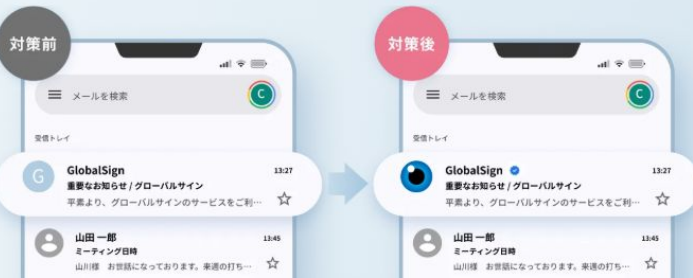 対策前
メールを検索
C
受信トレイ
G
GlobalSign
13:27
重要なお知らせ / グローバルサイン
平素より、グローバルサインのサービスをご利…
山田 一郎
13:45
ミーティング日時
山川様 お世話になっております。来週の打ち…
対策後
メールを検索
C
受信トレイ
GlobalSign
13:27
重要なお知らせ / グローバルサイン
平素より、グローバルサインのサービスをご利…
山田 一郎
13:45
ミーティング日時
山川様 お世話になっております。来週の打ち…